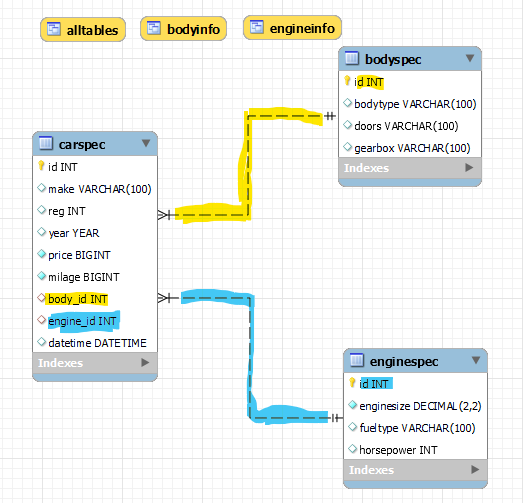 alltables
bodyinfo
engineinfo
bodyspec
id INT
bodytype VARCHAR(100)
doors VARCHAR(100)
gearbox VARCHAR(100)
Indexes
carspec
id INT
make VARCHAR(100)
reg INT
year YEAR
price BIGINT
milage BIGINT
body_id INT
engine_id INT
datetime DATETIME
Indexes
enginespec
id INT
enginesize DECIMAL(2,2)
fueltype VARCHAR(100)
horsepower INT
Indexes